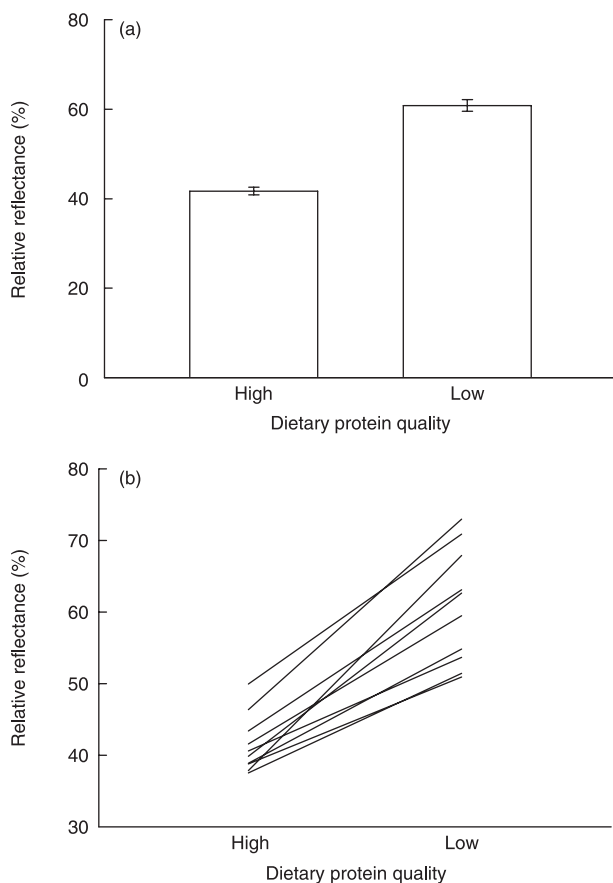 (a)
Relative reflectance (%)
80
60
40
20
0
High
Low
Dietary protein quality
(b)
Relative reflectance (%)
80
70
60
50
40
30
High
Low
Dietary protein quality